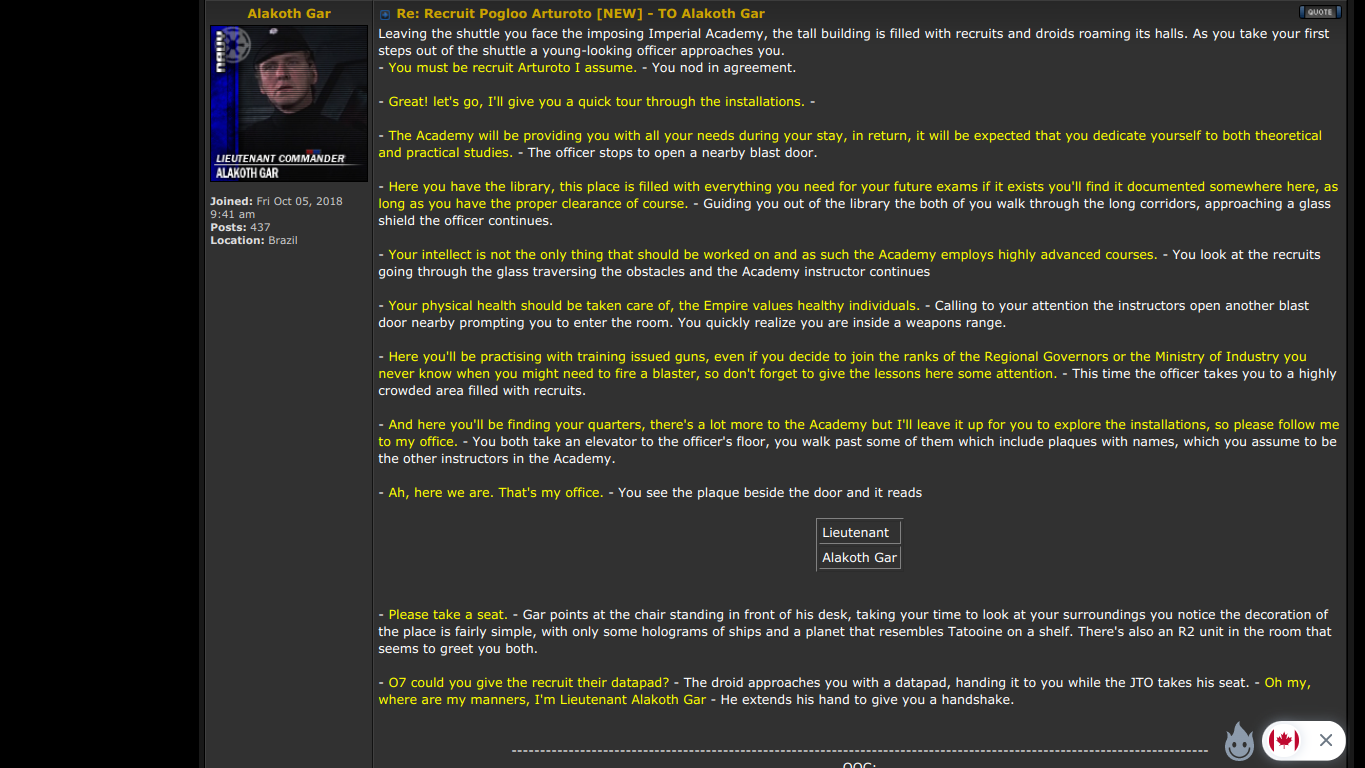 Alakoth Gar
Re: Recruit Pogloo Arturoto [NEW] - TO Alakoth Gar
QUOTE
LIEUTENANT COMMANDER
ALAKOTH GAR
Joined: Fri Oct 05, 2018
9:41 am
Posts: 437
Location: Brazil
Leaving the shuttle you face the imposing Imperial Academy, the tall building is filled with recruits and droids roaming its halls. As you take your first
steps out of the shuttle a young-looking officer approaches you.
- You must be recruit Arturoto I assume. - You nod in agreement.
- Great! let's go, I'll give you a quick tour through the installations. -
- The Academy will be providing you with all your needs during your stay, in return, it will be expected that you dedicate yourself to both theoretical
and practical studies. - The officer stops to open a nearby blast door.
- Here you have the library, this place is filled with everything you need for your future exams if it exists you'll find it documented somewhere here, as
long as you have the proper clearance of course. - Guiding you out of the library the both of you walk through the long corridors, approaching a glass
shield the officer continues.
- Your intellect is not the only thing that should be worked on and as such the Academy employs highly advanced courses. - You look at the recruits
going through the glass traversing the obstacles and the Academy instructor continues
- Your physical health should be taken care of, the Empire values healthy individuals. - Calling to your attention the instructors open another blast
door nearby prompting you to enter the room. You quickly realize you are inside a weapons range.
- Here you'll be practising with training issued guns, even if you decide to join the ranks of the Regional Governors or the Ministry of Industry you
never know when you might need to fire a blaster, so don't forget to give the lessons here some attention. - This time the officer takes you to a highly
crowded area filled with recruits.
- And here you'll be finding your quarters, there's a lot more to the Academy but I'll leave it up for you to explore the installations, so please follow me
to my office. - You both take an elevator to the officer's floor, you walk past some of them which include plaques with names, which you assume to be
the other instructors in the Academy.
- Ah, here we are. That's my office. - You see the plaque beside the door and it reads
Lieutenant
Alakoth Gar
- Please take a seat. - Gar points at the chair standing in front of his desk, taking your time to look at your surroundings you notice the decoration of
the place is fairly simple, with only some holograms of ships and a planet that resembles Tatooine on a shelf. There's also an R2 unit in the room that
seems to greet you both.
- O7 could you give the recruit their datapad? - The droid approaches you with a datapad, handing it to you while the JTO takes his seat. - Oh my,
where are my manners, I'm Lieutenant Alakoth Gar - He extends his hand to give you a handshake.
OOC: